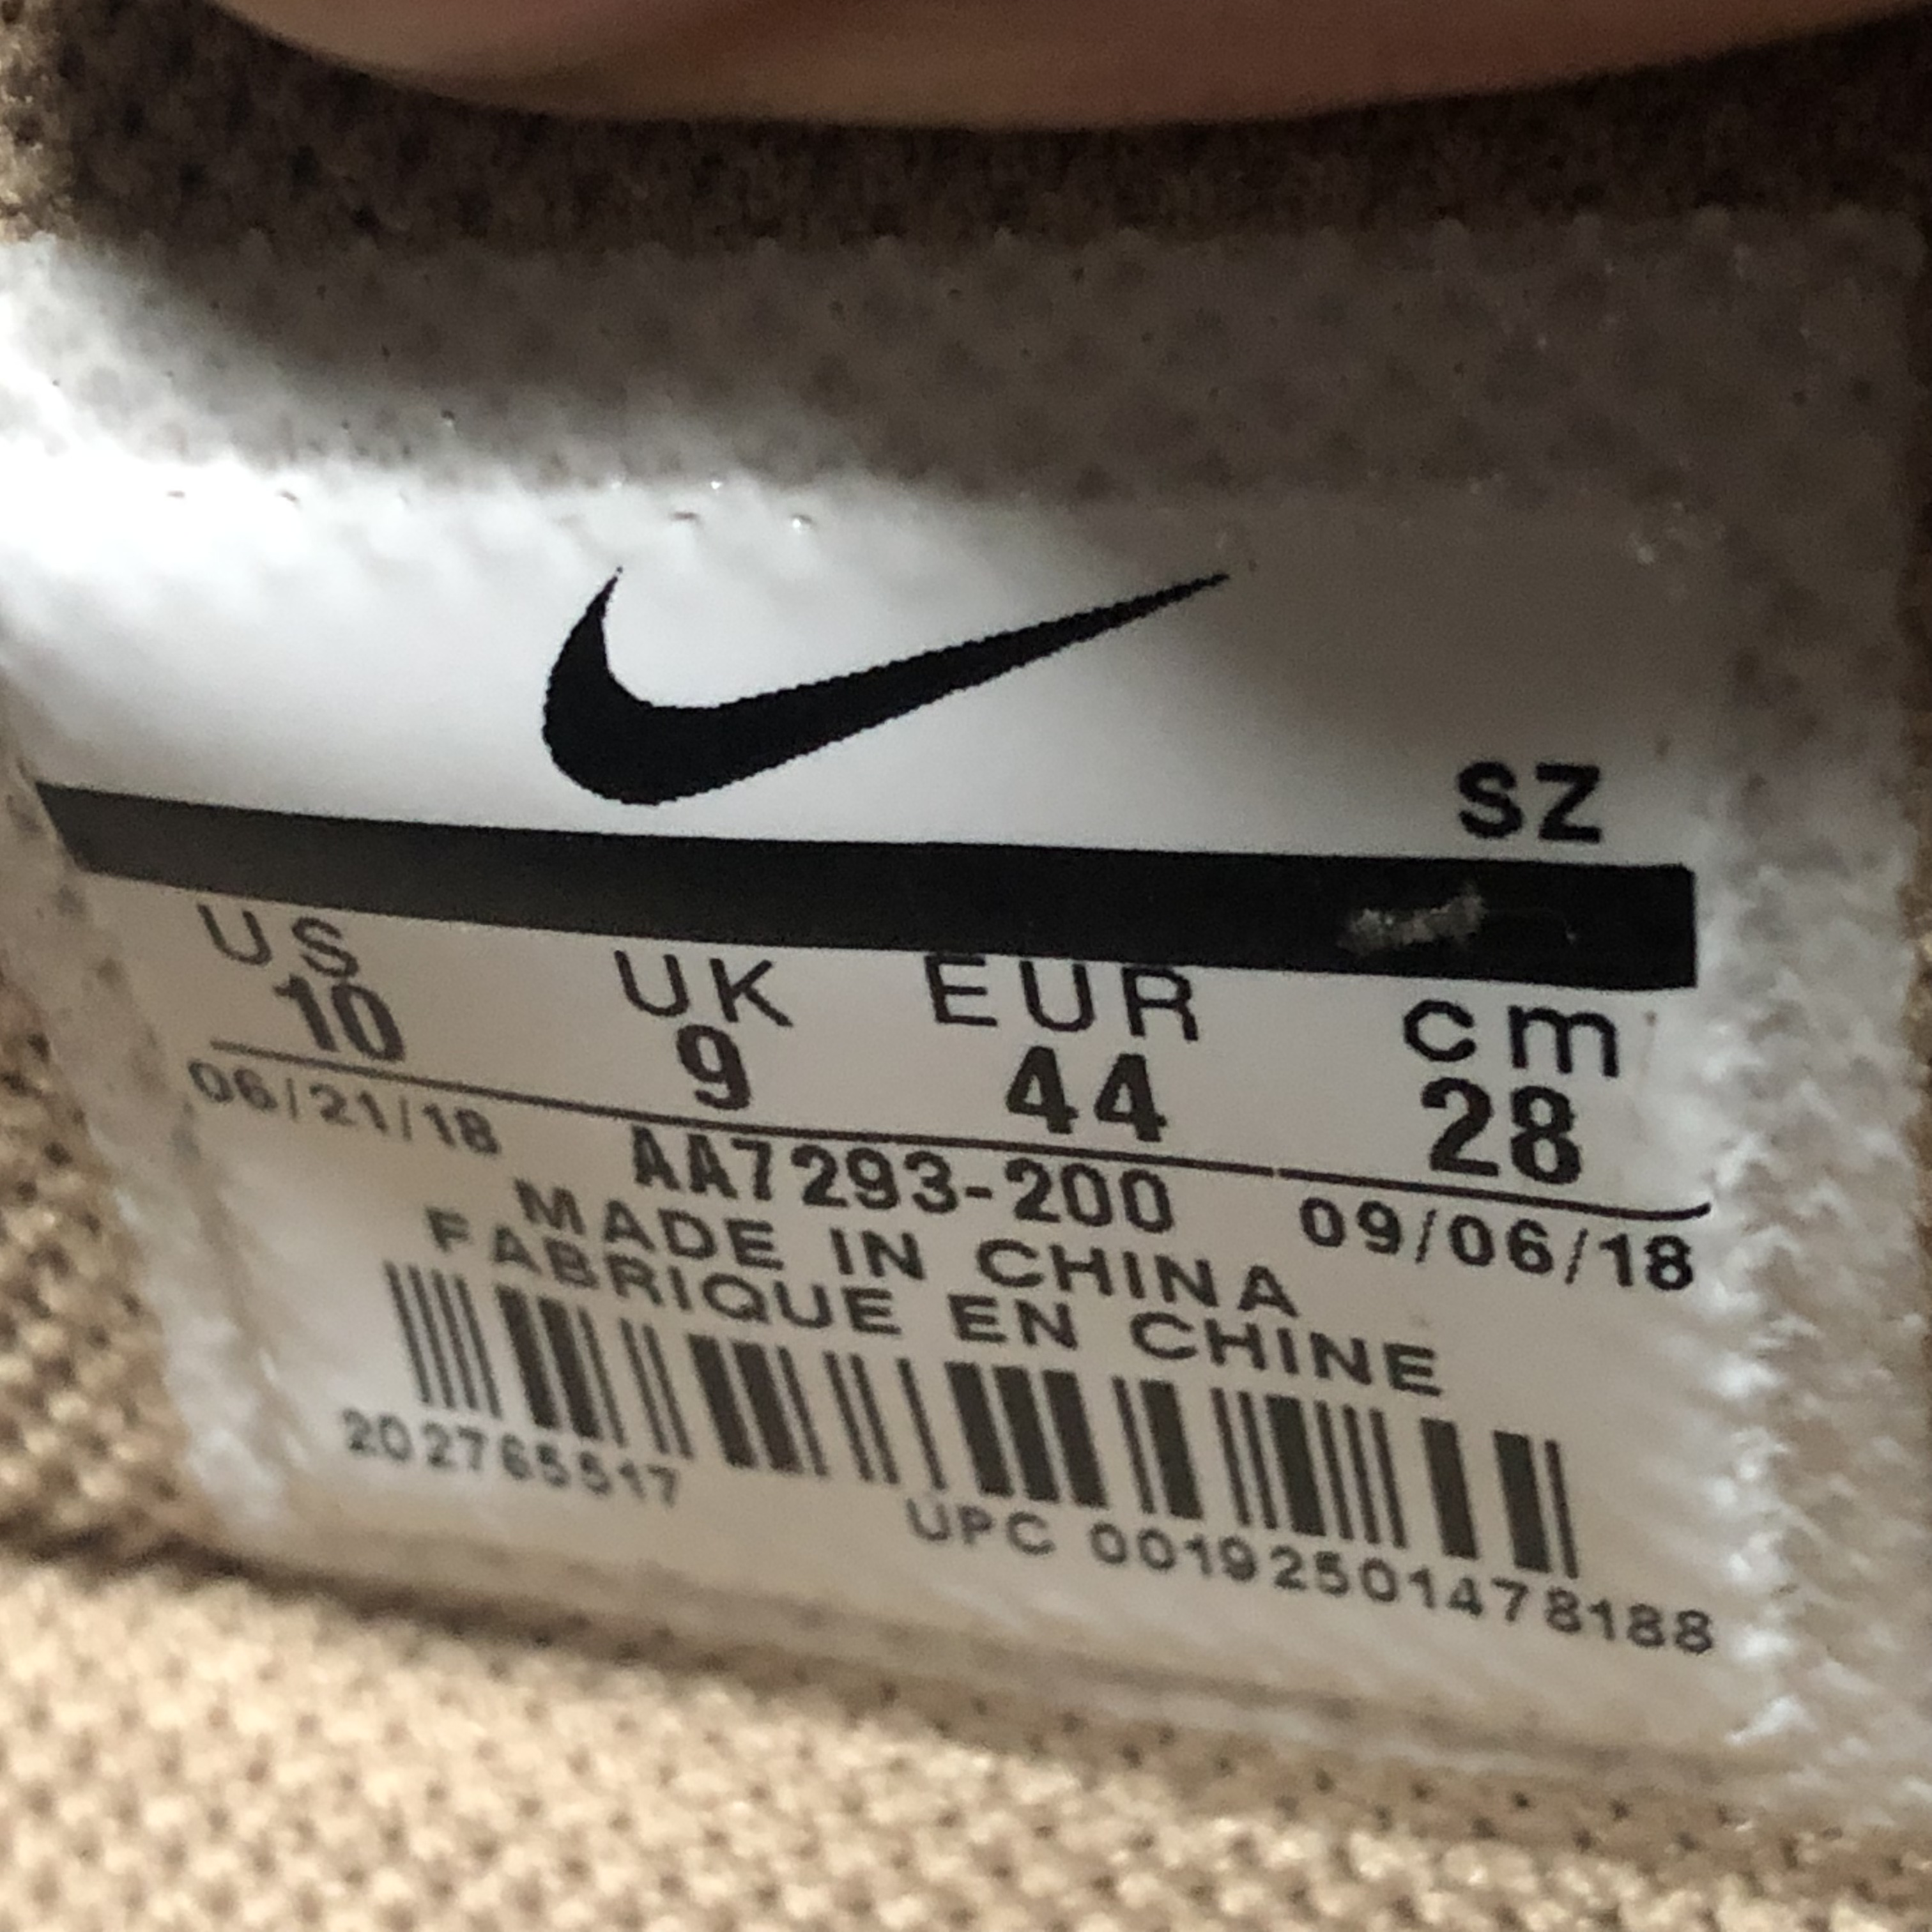 SZ
US UK EUR cm
10 9 44 28
06/21/18 AA7293-200 09/06/18
MADE IN CHINA
FABRIQUE EN CHINE
202765517 UPC 00192501478188